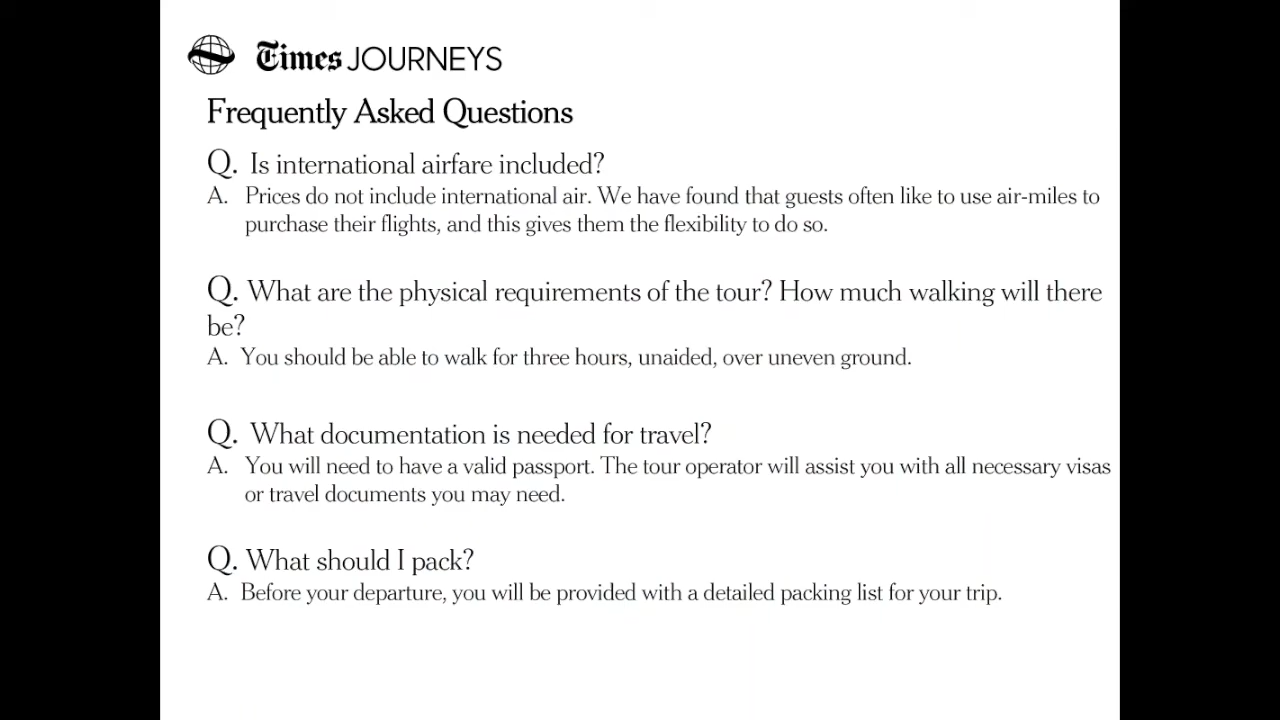 Times JOURNEYS
Frequently Asked Questions
Q. Is international airfare included?
A. Prices do not include international air. We have found that guests often like to use air-miles to
purchase their flights, and this gives them the flexibility to do so.
Q. What are the physical requirements of the tour? How much walking will there
be?
A. You should be able to walk for three hours, unaided, over uneven ground.
Q. What documentation is needed for travel?
A. You will need to have a valid passport. The tour operator will assist you with all necessary visas
or travel documents you may need.
Q. What should I pack?
A. Before your departure, you will be provided with a detailed packing list for your trip.